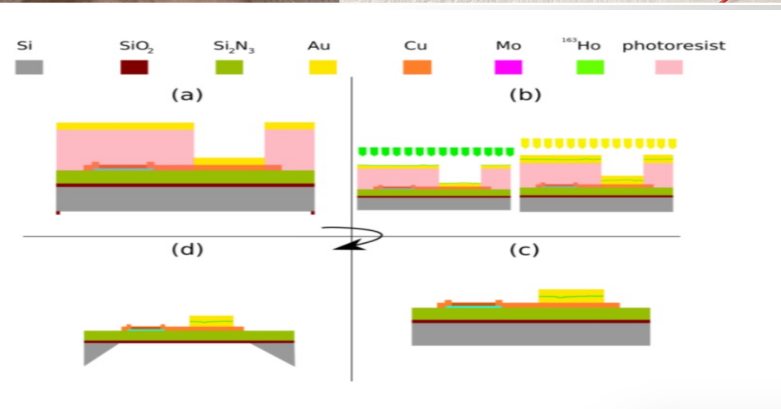 Si SiO₂ Si₂N₃ Au Cu Mo ¹⁶³Ho photoresist
(a) (b)
(d) (c)